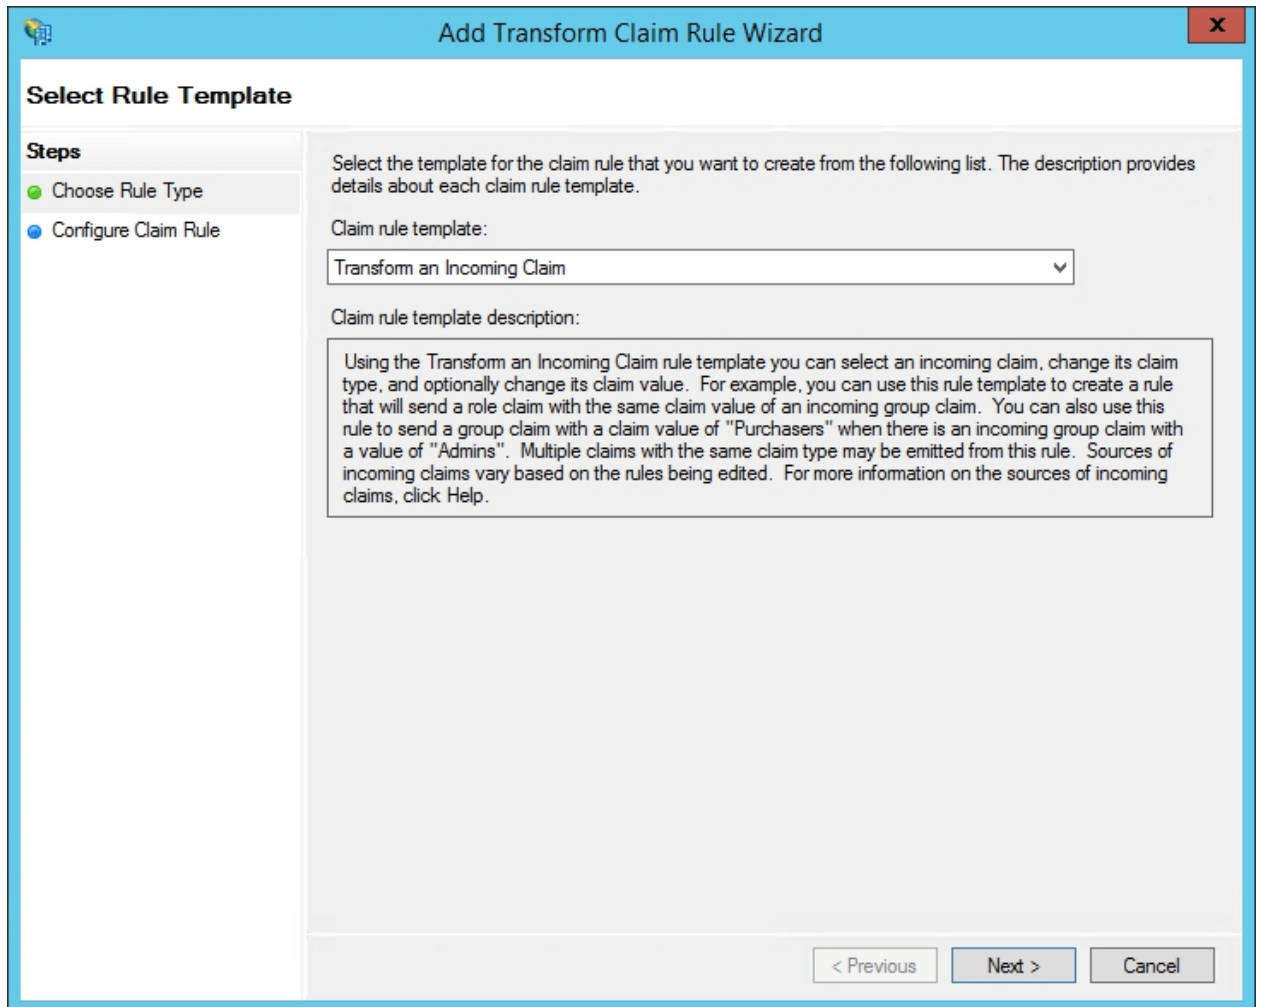 Add Transform Claim Rule Wizard
X
Select Rule Template
Steps
Choose Rule Type
Configure Claim Rule
Select the template for the claim rule that you want to create from the following list. The description provides
details about each claim rule template.
Claim rule template:
Transform an Incoming Claim
Claim rule template description:
Using the Transform an Incoming Claim rule template you can select an incoming claim, change its claim
type, and optionally change its claim value. For example, you can use this rule template to create a rule
that will send a role claim with the same claim value of an incoming group claim. You can also use this
rule to send a group claim with a claim value of "Purchasers" when there is an incoming group claim with
a value of "Admins". Multiple claims with the same claim type may be emitted from this rule. Sources of
incoming claims vary based on the rules being edited. For more information on the sources of incoming
claims, click Help.
< Previous
Next >
Cancel